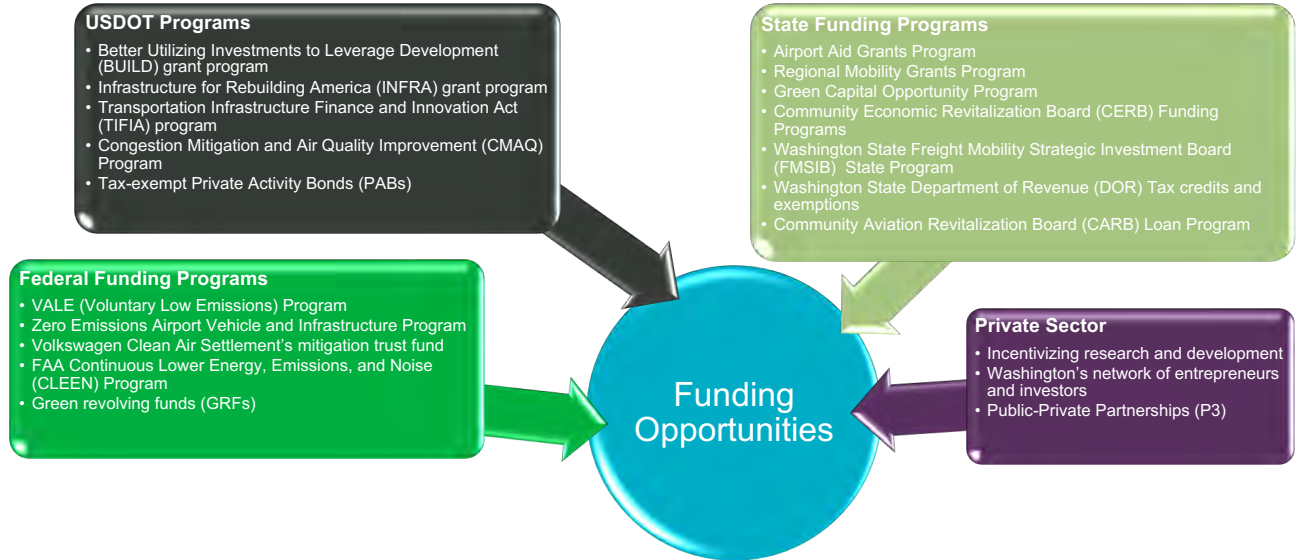 USDOT Programs
• Better Utilizing Investments to Leverage Development
(BUILD) grant program
• Infrastructure for Rebuilding America (INFRA) grant program
• Transportation Infrastructure Finance and Innovation Act
(TIFIA) program
• Congestion Mitigation and Air Quality Improvement (CMAQ)
Program
• Tax-exempt Private Activity Bonds (PABs)
State Funding Programs
• Airport Aid Grants Program
• Regional Mobility Grants Program
• Green Capital Opportunity Program
• Community Economic Revitalization Board (CERB) Funding
Programs
• Washington State Freight Mobility Strategic Investment Board
(FMSIB) State Program
• Washington State Department of Revenue (DOR) Tax credits and
exemptions
• Community Aviation Revitalization Board (CARB) Loan Program
Federal Funding Programs
• VALE (Voluntary Low Emissions) Program
• Zero Emissions Airport Vehicle and Infrastructure Program
• Volkswagen Clean Air Settlement's mitigation trust fund
• FAA Continuous Lower Energy, Emissions, and Noise
(CLEEN) Program
• Green revolving funds (GRFs)
Private Sector
• Incentivizing research and development
• Washington's network of entrepreneurs
and investors
• Public-Private Partnerships (P3)
Funding
Opportunities